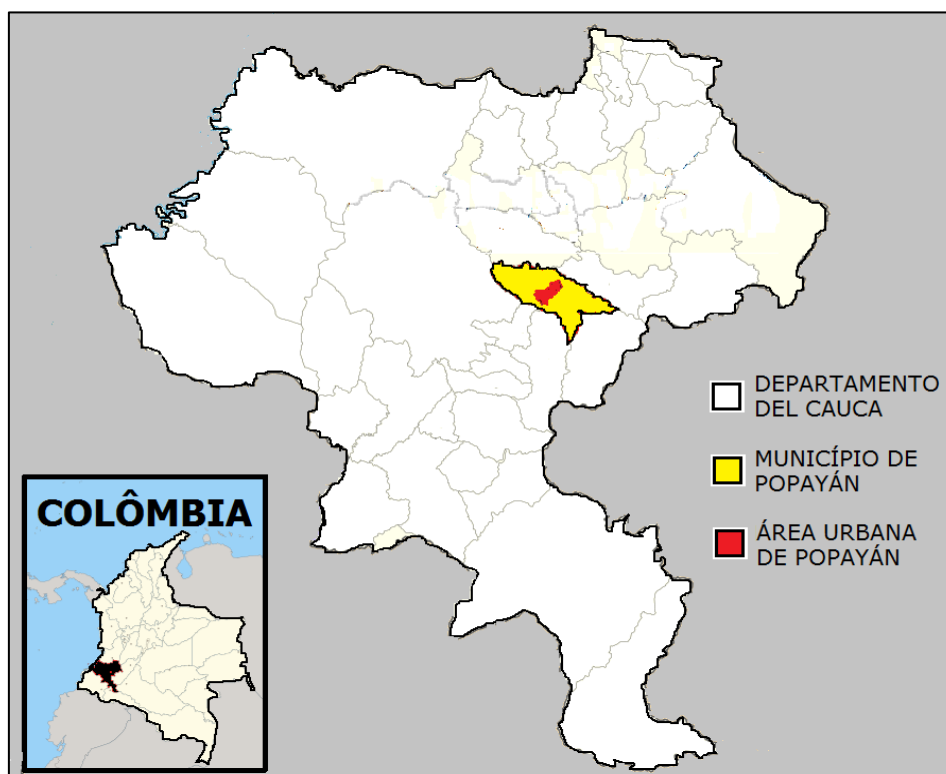 DEPARTAMENTO
DEL CAUCA
MUNICÍPIO DE
POPAYÁN
ÁREA URBANA
DE POPAYÁN
COLÔMBIA